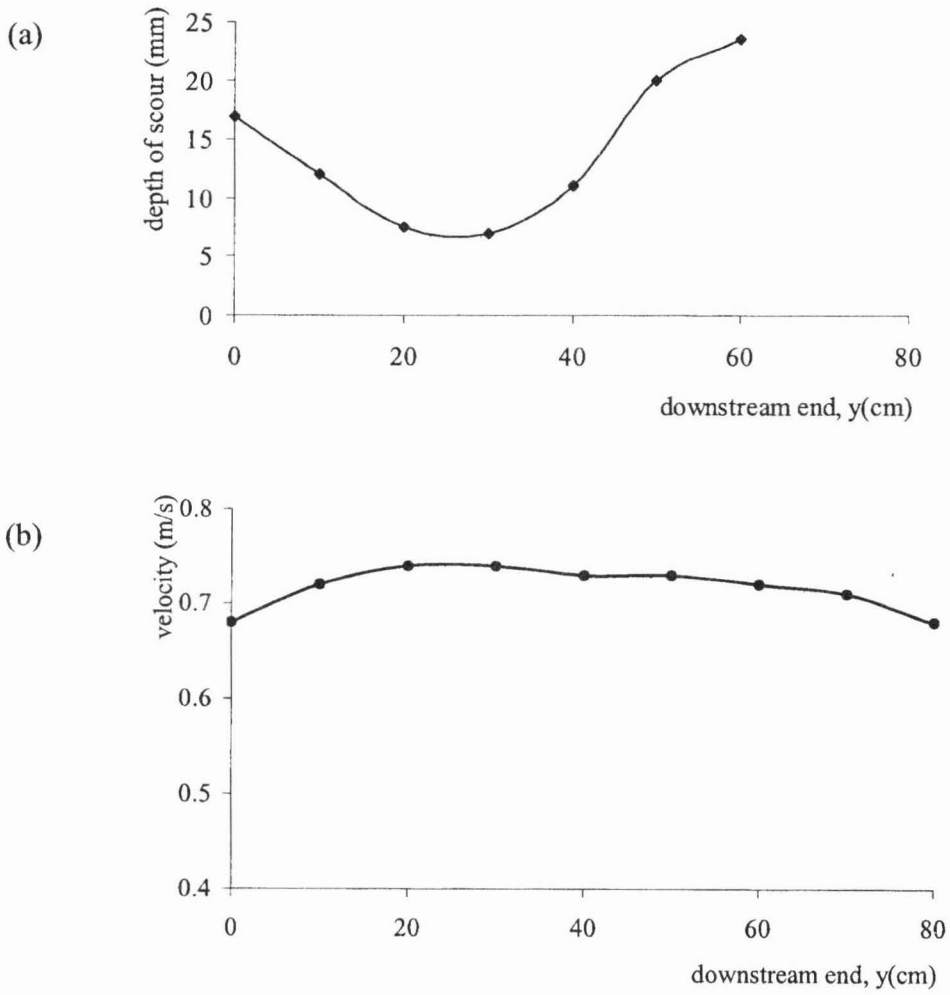 (a)
depth of scour (mm)
25
20
15
10
5
0
0 20 40 60 80
downstream end, y(cm)
(b)
velocity (m/s)
0.8
0.7
0.6
0.5
0.4
0 20 40 60 80
downstream end, y(cm)